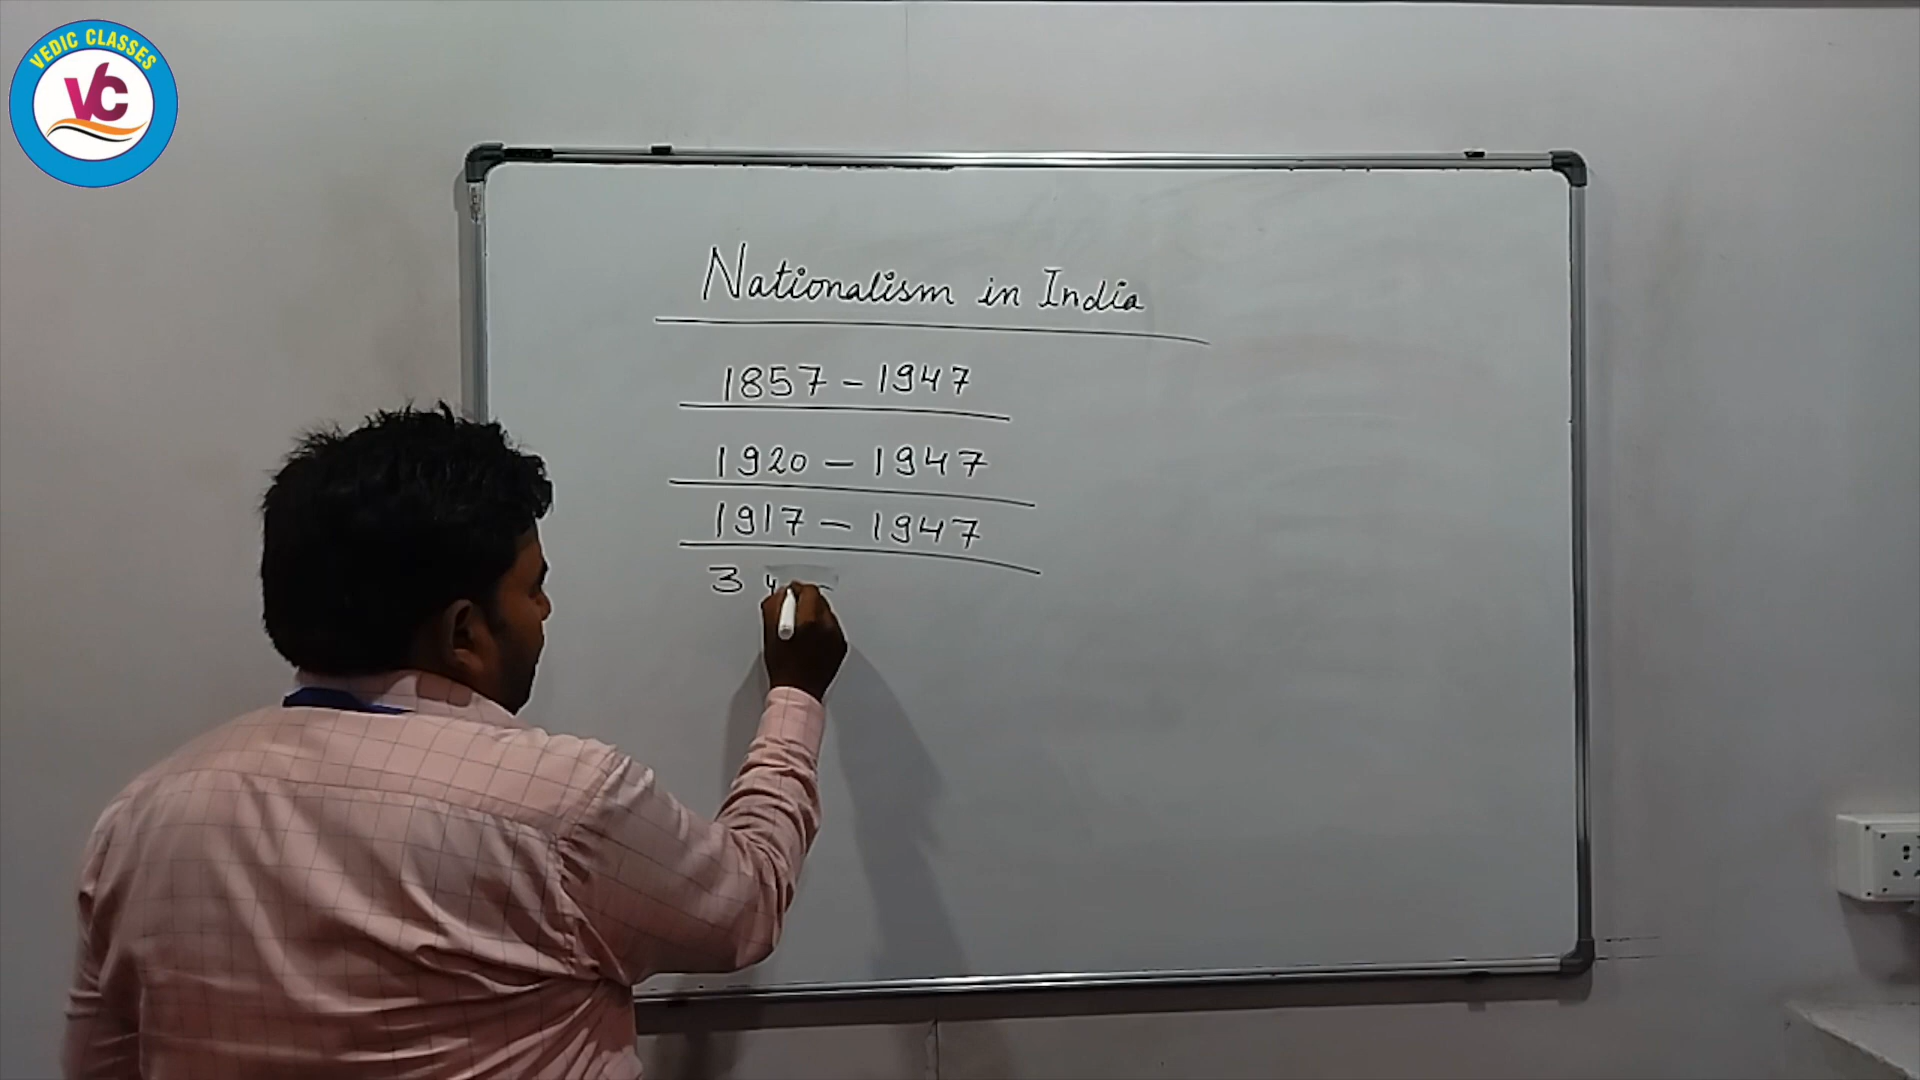 VEDIC CLASSES
VC
Nationalism in India
1857 - 1947
1920 - 1947
1917 - 1947
3